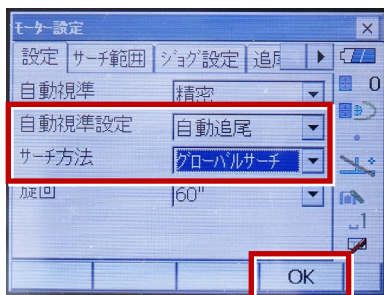 モーター設定
設定 サーチ範囲 ジョグ設定 追尾
自動視準 精密
0
自動視準設定 自動追尾
サーチ方法 グローバルサーチ
旋回 60"
1
OK